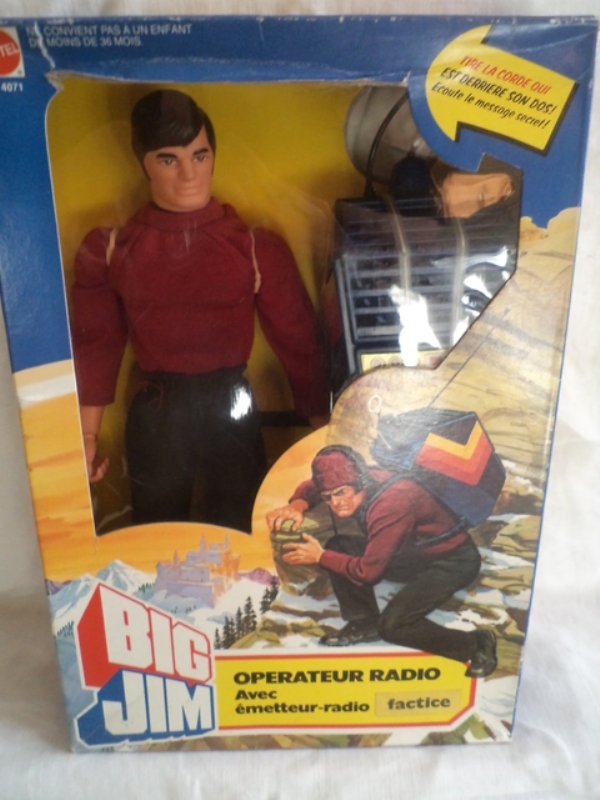 NE CONVIENT PAS À UN ENFANT
DE MOINS DE 36 MOIS.
TEL
4071
TIRE LA CORDE QUI
EST DERRIERE SON DOS!
Ecoute le message secret!
BIG
JIM
OPERATEUR RADIO
Avec
émetteur-radio factice